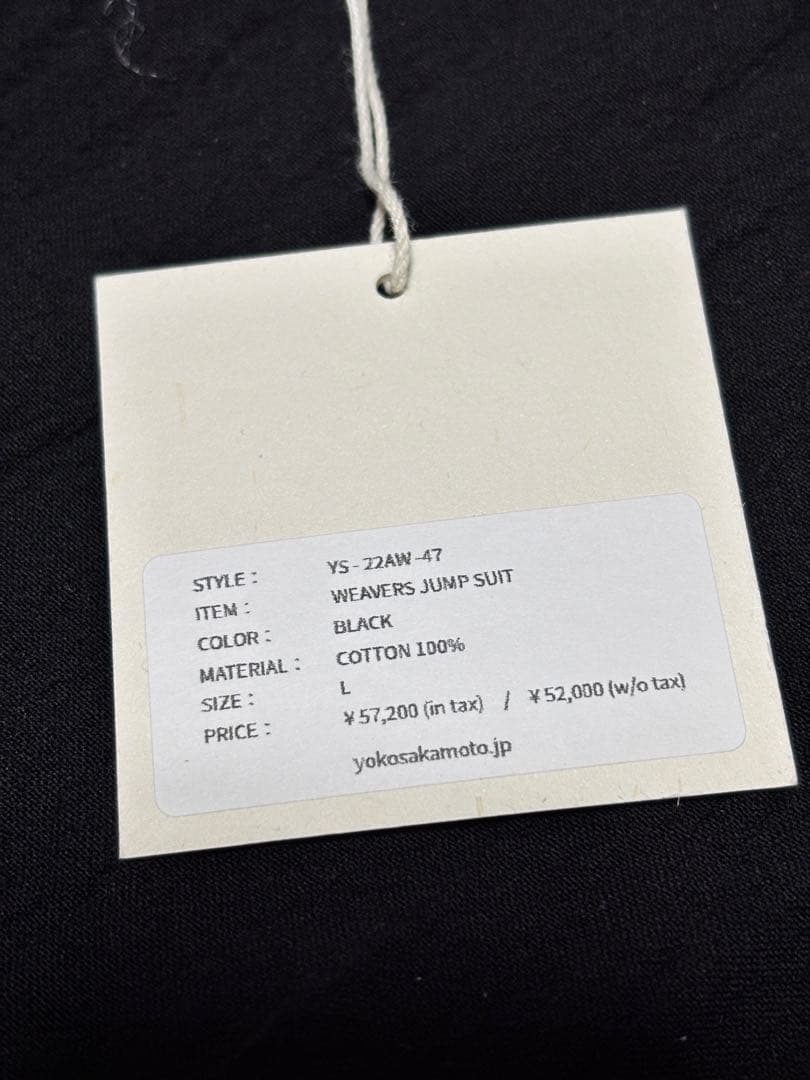 STYLE : YS - 22AW -47
ITEM : WEAVERS JUMP SUIT
COLOR : BLACK
MATERIAL : COTTON 100%
SIZE : L
PRICE : ¥57,200 (in tax) / ¥52,000 (w/o tax)
yokosakamoto.jp